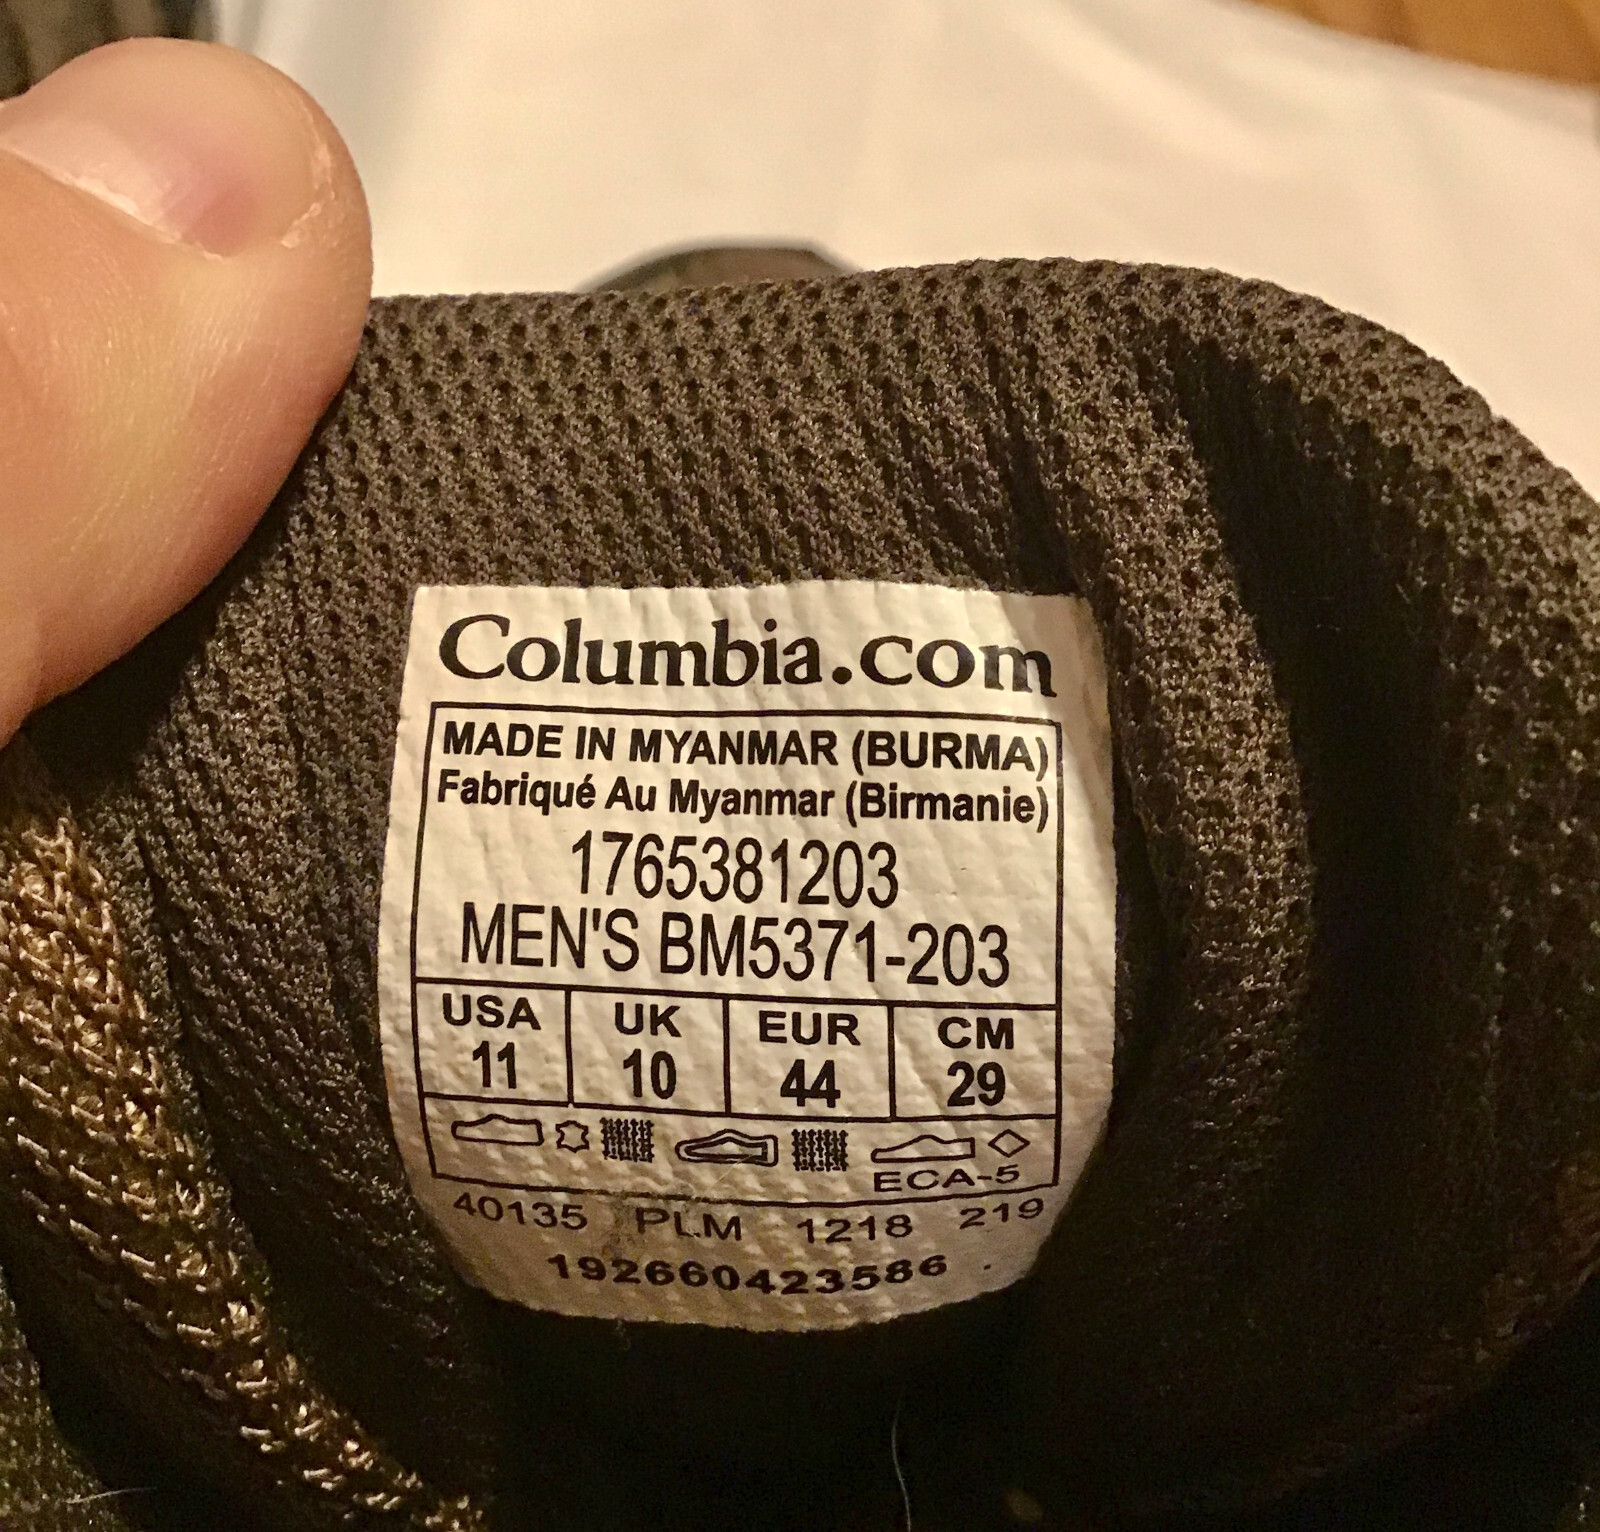 Columbia.com
MADE IN MYANMAR (BURMA)
Fabriqué Au Myanmar (Birmanie)
1765381203
MEN'S BM5371-203
USA UK EUR CM
11 10 44 29
ECA-5
40135 PLM 1218 219
192660423586